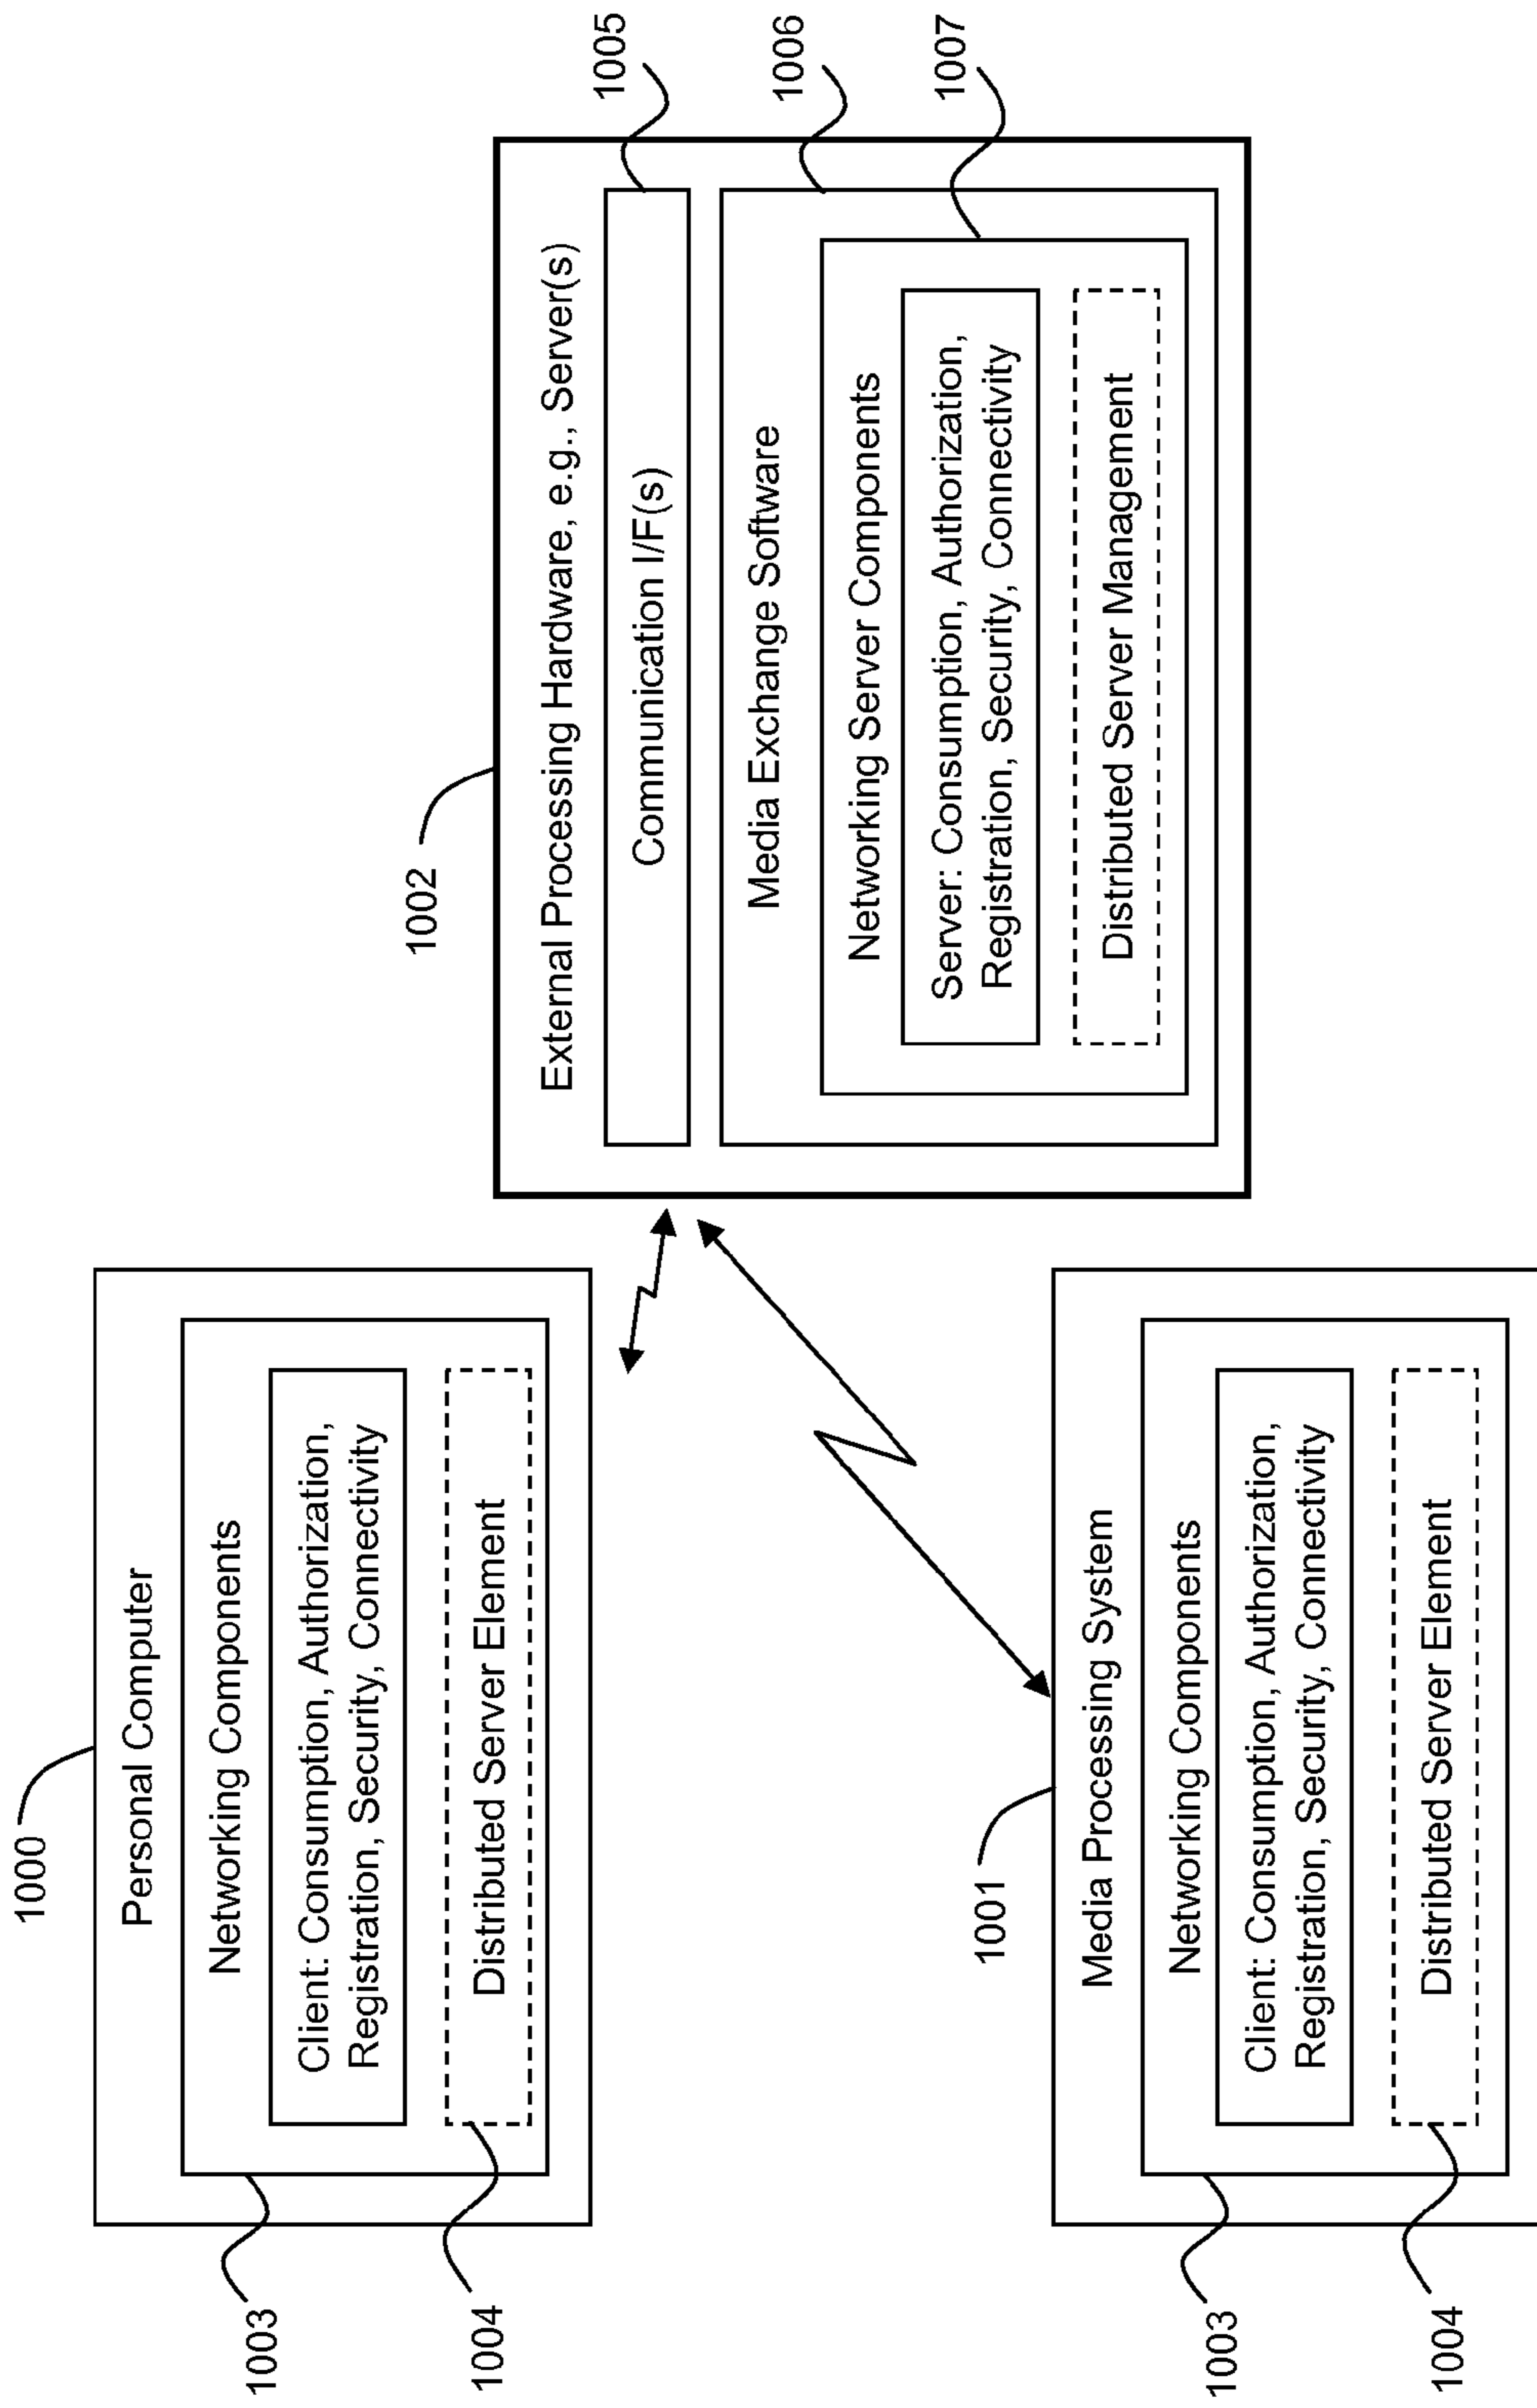 1000
Personal Computer
Networking Components
Client: Consumption, Authorization,
Registration, Security, Connectivity
Distributed Server Element
1003
1004
1002
External Processing Hardware, e.g., Server(s)
Communication I/F(s)
Media Exchange Software
Networking Server Components
Server: Consumption, Authorization,
Registration, Security, Connectivity
Distributed Server Management
1005
1006
1007
1001
Media Processing System
Networking Components
Client: Consumption, Authorization,
Registration, Security, Connectivity
Distributed Server Element
1003
1004